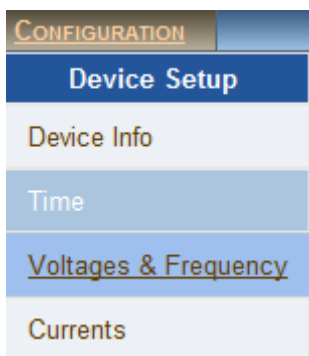 CONFIGURATION
Device Setup
Device Info
Time
Voltages & Frequency
Currents